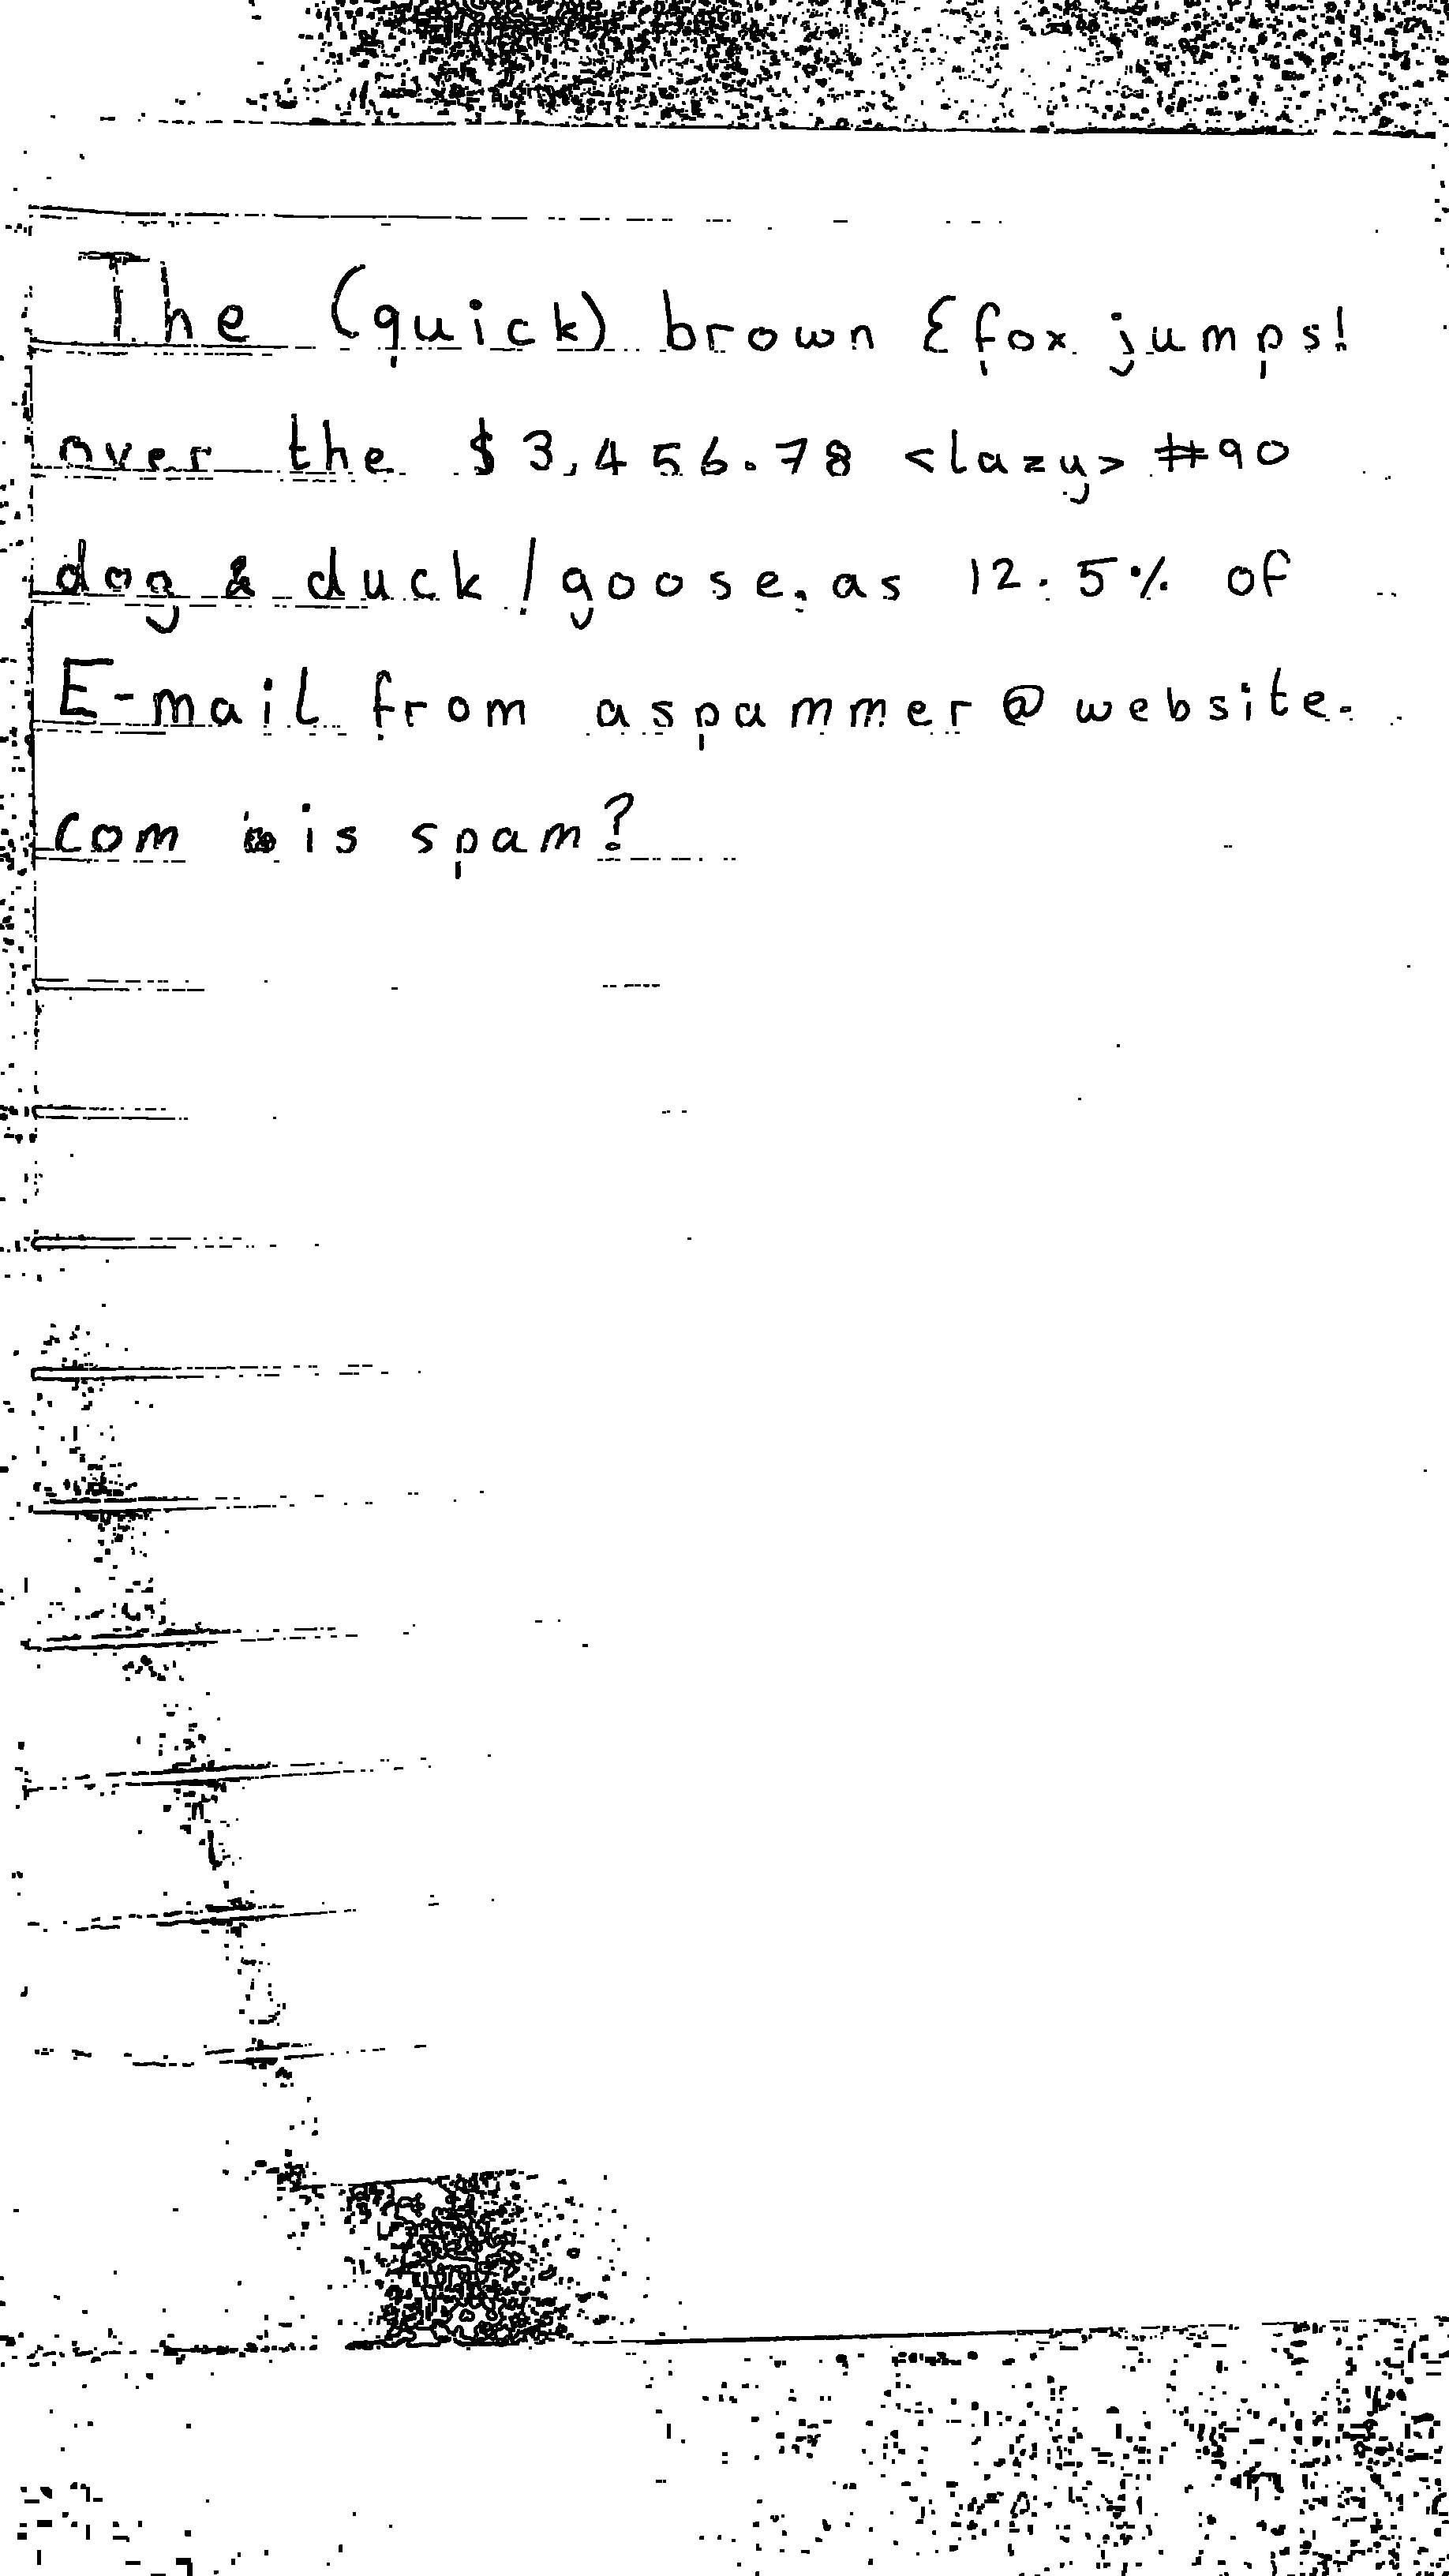 The (quick) brown {fox jumps!
over the $3,456.78 <lazy> #90
dog & duck/goose.as 12.5% of
E-mail from aspammer@website.
com is spam?